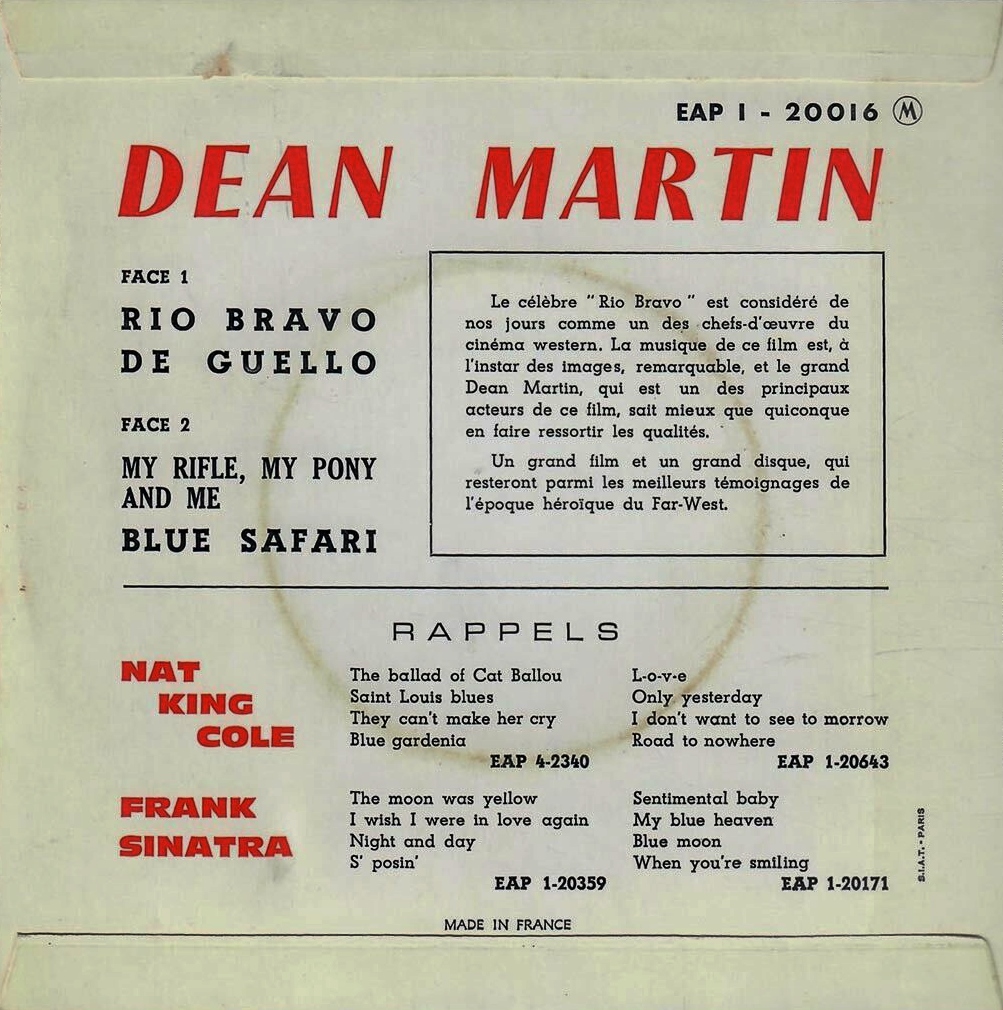 EAP 1 - 20016 M
DEAN MARTIN
FACE 1
RIO BRAVO
DE GUELLO
FACE 2
MY RIFLE, MY PONY
AND ME
BLUE SAFARI
Le célèbre "Rio Bravo" est considéré de
nos jours comme un des chefs-d'œuvre du
cinéma western. La musique de ce film est, à
l'instar des images, remarquable, et le grand
Dean Martin, qui est un des principaux
acteurs de ce film, sait mieux que quiconque
en faire ressortir les qualités.
Un grand film et un grand disque, qui
resteront parmi les meilleurs témoignages de
l'époque héroïque du Far-West.
RAPPELS
NAT
KING
COLE
The ballad of Cat Ballou
Saint Louis blues
They can't make her cry
Blue gardenia
EAP 4-2340
L-o-v-e
Only yesterday
I don't want to see to morrow
Road to nowhere
EAP 1-20643
FRANK
SINATRA
The moon was yellow
I wish I were in love again
Night and day
S' posin'
EAP 1-20359
Sentimental baby
My blue heaven
Blue moon
When you're smiling
EAP 1-20171
S.I.A.T. - PARIS
MADE IN FRANCE